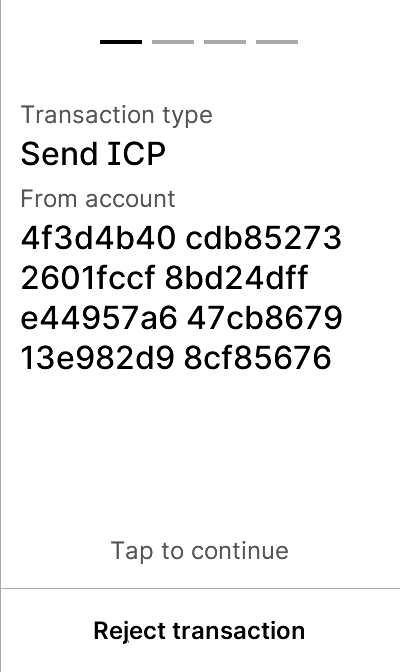 Transaction type
Send ICP
From account
4f3d4b40 cdb85273
2601fccf 8bd24dff
e44957a6 47cb8679
13e982d9 8cf85676
Tap to continue
Reject transaction